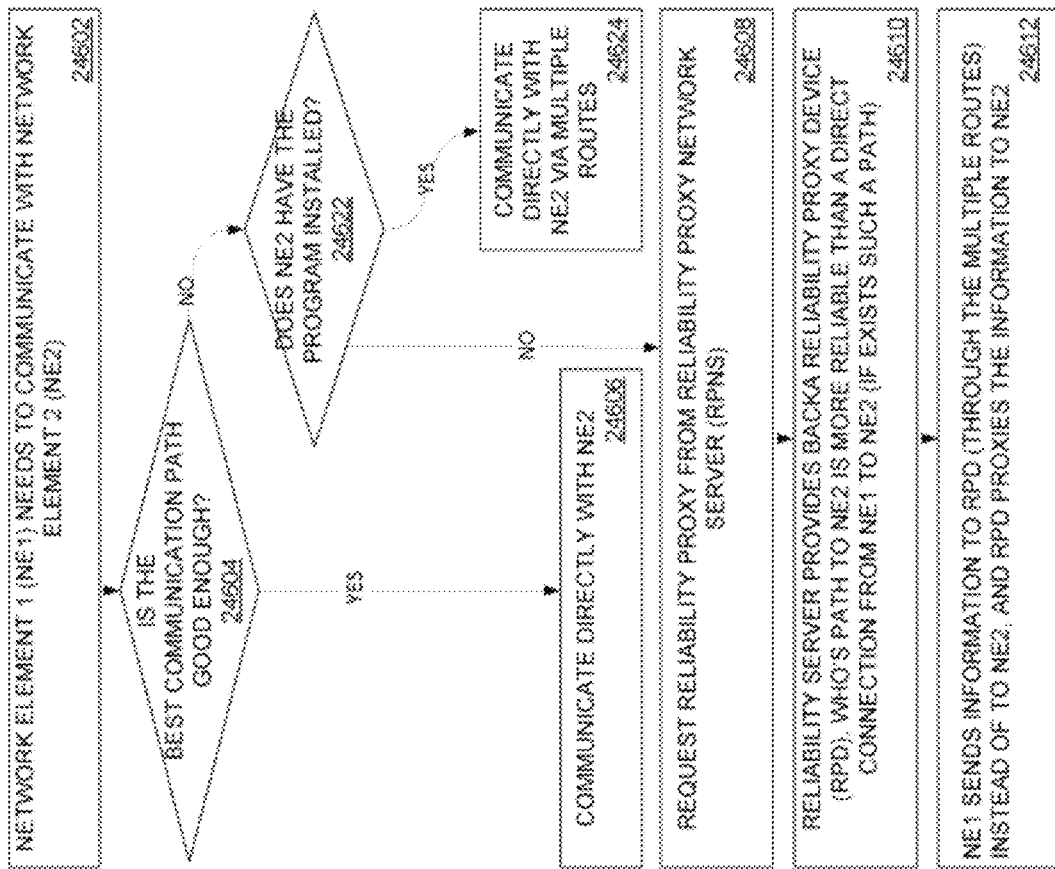 NETWORK ELEMENT 1 (NE1) NEEDS TO COMMUNICATE WITH NETWORK
ELEMENT 2 (NE2)
24602
IS THE
BEST COMMUNICATION PATH
GOOD ENOUGH?
24604
NO
DOES NE2 HAVE THE
PROGRAM INSTALLED?
24622
YES
COMMUNICATE
DIRECTLY WITH
NE2 VIA MULTIPLE
ROUTES
24624
YES
NO
COMMUNICATE DIRECTLY WITH NE2
24606
REQUEST RELIABILITY PROXY FROM RELIABILITY PROXY NETWORK
SERVER (RPNS)
24608
RELIABILITY SERVER PROVIDES BACKA RELIABILITY PROXY DEVICE
(RPD), WHO'S PATH TO NE2 IS MORE RELIABLE THAN A DIRECT
CONNECTION FROM NE1 TO NE2 (IF EXISTS SUCH A PATH)
24610
NE1 SENDS INFORMATION TO RPD (THROUGH THE MULTIPLE ROUTES)
INSTEAD OF TO NE2, AND RPD PROXIES THE INFORMATION TO NE2
24612